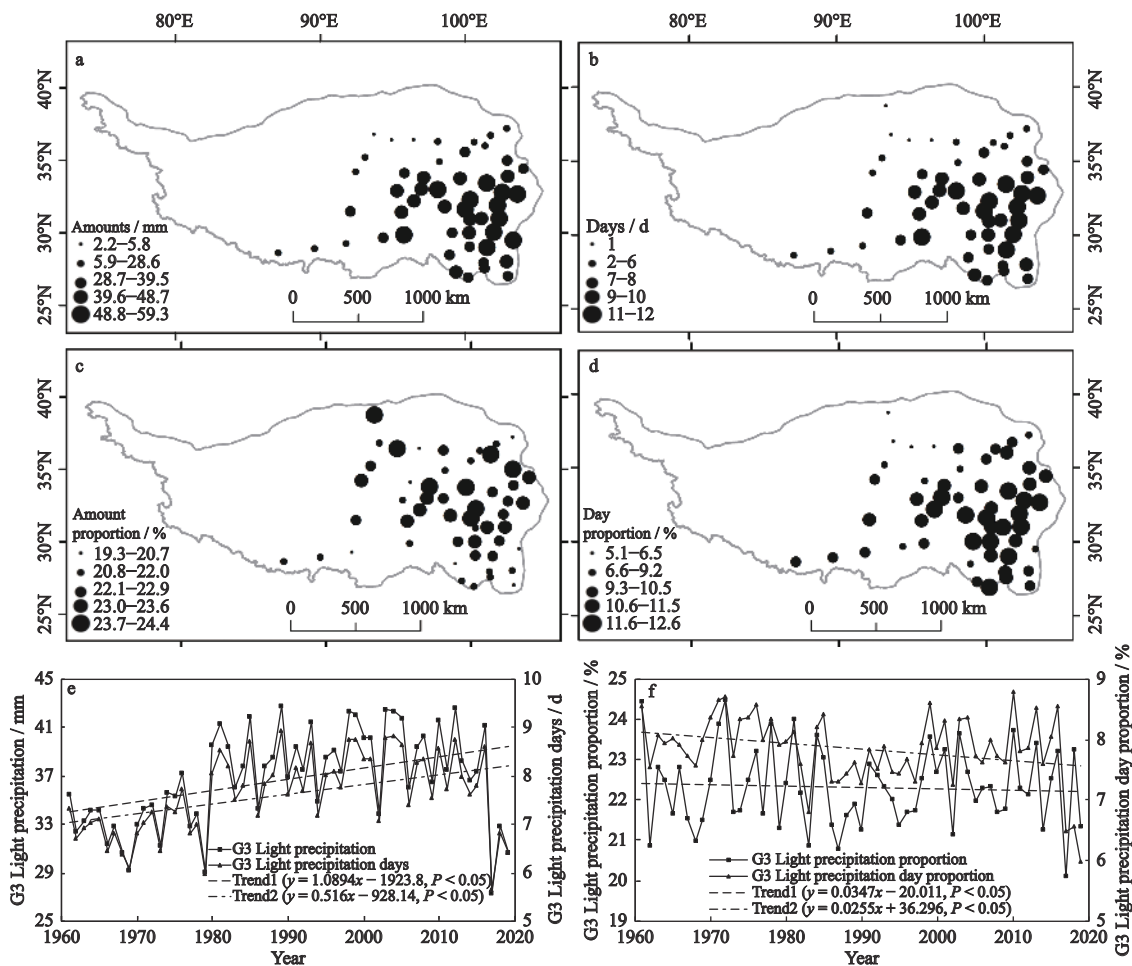 80°E 90°E 100°E 80°E 90°E 100°E
a
b
40°N
35°N
30°N
25°N
40°N
35°N
30°N
25°N
Amounts / mm
2.2–5.8
5.9–28.6
28.7–39.5
39.6–48.7
48.8–59.3
0 500 1000 km
Days / d
1
2–6
7–8
9–10
11–12
0 500 1000 km
c
d
40°N
35°N
30°N
25°N
40°N
35°N
30°N
25°N
Amount
proportion / %
19.3–20.7
20.8–22.0
22.1–22.9
23.0–23.6
23.7–24.4
0 500 1000 km
Day
proportion / %
5.1–6.5
6.6–9.2
9.3–10.5
10.6–11.5
11.6–12.6
0 500 1000 km
e
G3 Light precipitation / mm
45
41
37
33
29
25
10
9
8
7
6
5
G3 Light precipitation days / d
G3 Light precipitation
G3 Light precipitation days
Trend1 (y = 1.0894x − 1923.8, P < 0.05)
Trend2 (y = 0.516x − 928.14, P < 0.05)
1960 1970 1980 1990 2000 2010 2020
Year
f
G3 Light precipitation proportion / %
25
24
23
22
21
20
19
9
8
7
6
5
G3 Light precipitation day proportion / %
G3 Light precipitation proportion
G3 Light precipitation day proportion
Trend1 (y = 0.0347x − 20.011, P < 0.05)
Trend2 (y = 0.0255x + 36.296, P < 0.05)
1960 1970 1980 1990 2000 2010 2020
Year